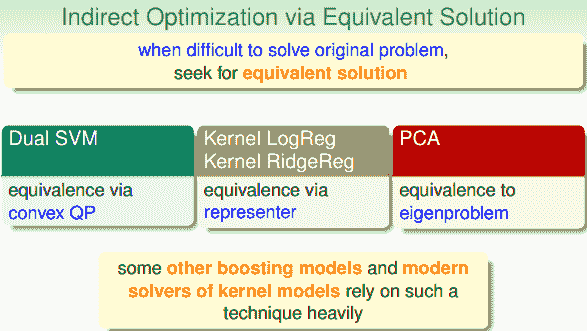 Indirect Optimization via Equivalent Solution
when difficult to solve original problem,
seek for equivalent solution
Dual SVM
equivalence via
convex QP
Kernel LogReg
Kernel RidgeReg
equivalence via
representer
PCA
equivalence to
eigenproblem
some other boosting models and modern
solvers of kernel models rely on such a
technique heavily